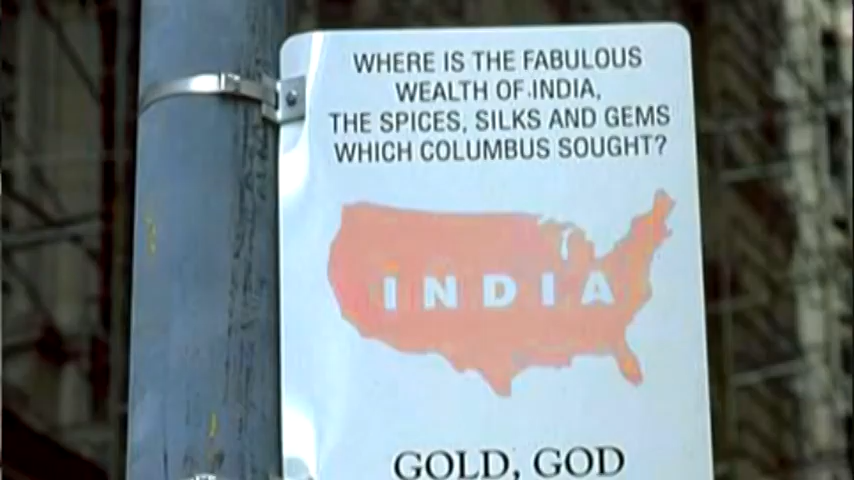 WHERE IS THE FABULOUS
WEALTH OF INDIA,
THE SPICES, SILKS AND GEMS
WHICH COLUMBUS SOUGHT?
INDIA
GOLD, GOD